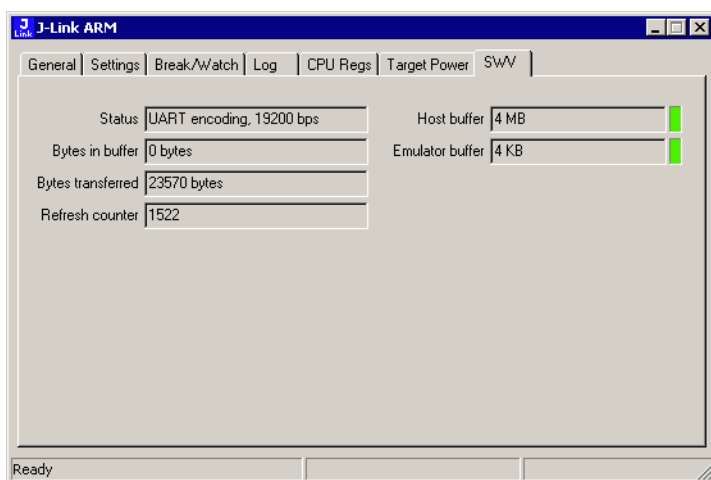 J Link J-Link ARM
General Settings Break/Watch Log CPU Regs Target Power SWV
Status UART encoding, 19200 bps Host buffer 4 MB
Bytes in buffer 0 bytes Emulator buffer 4 KB
Bytes transferred 23570 bytes
Refresh counter 1522
Ready